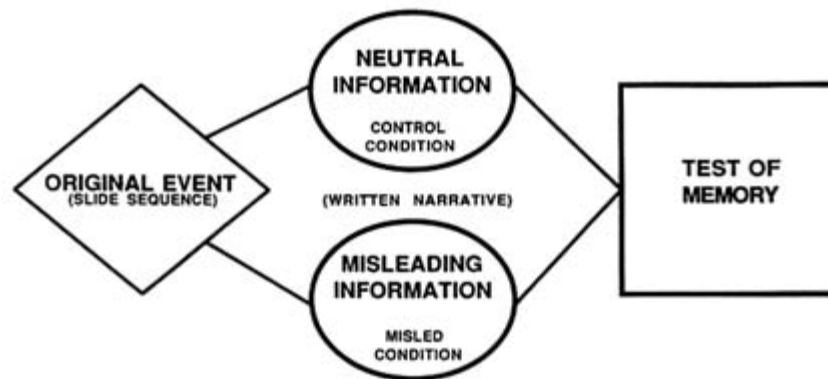 ORIGINAL EVENT
(SLIDE SEQUENCE)
NEUTRAL
INFORMATION
CONTROL
CONDITION
(WRITTEN NARRATIVE)
MISLEADING
INFORMATION
MISLED
CONDITION
TEST OF
MEMORY